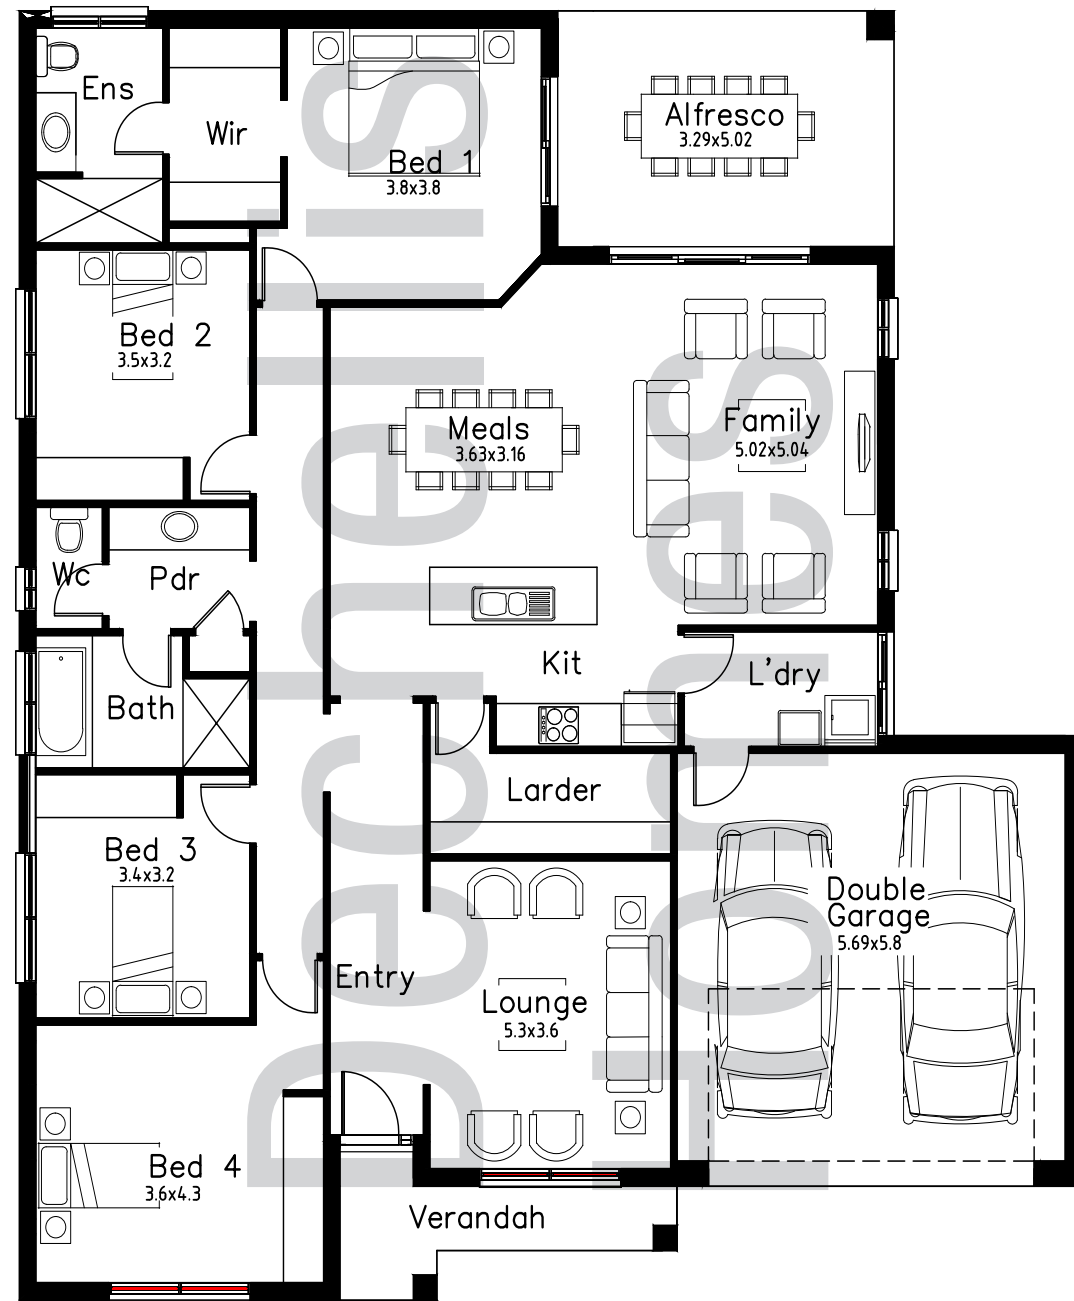 Ens
Wir
Bed 1
3.8x3.8
Alfresco
3.29x5.02
Bed 2
3.5x3.2
Meals
3.63x3.16
Family
5.02x5.04
Wc
Pdr
Kit
L'dry
Bath
Larder
Bed 3
3.4x3.2
Double
Garage
5.69x5.8
Entry
Lounge
5.3x3.6
Bed 4
3.6x4.3
Verandah
Dechellis
Homes